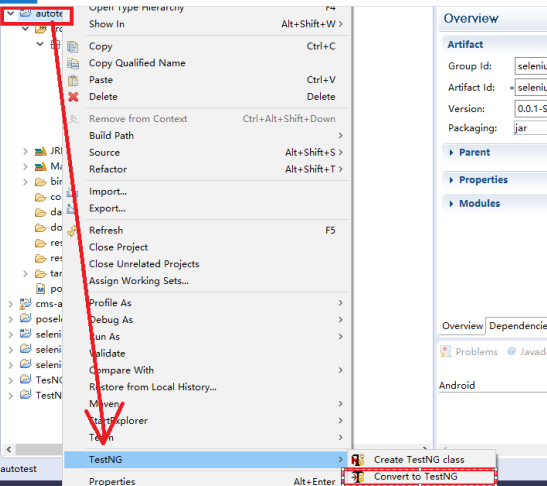 autote
Open Type Hierarchy F4
Show In Alt+Shift+W >
Copy Ctrl+C
Copy Qualified Name
Paste Ctrl+V
Delete Delete
Remove from Context Ctrl+Alt+Shift+Down
Build Path >
Source Alt+Shift+S >
Refactor Alt+Shift+T >
Import...
Export...
Refresh F5
Close Project
Close Unrelated Projects
Assign Working Sets...
Profile As >
Debug As >
Run As >
Validate
Compare With >
Restore from Local History...
Maven >
StartExplorer >
Team >
TestNG >
Properties Alt+Enter
Create TestNG class
Convert to TestNG
JR
Ma
bin
co
da
do
res
res
tar
po
cms-a
posele
seleni
seleni
seleni
TesNG
TestN
autotest
Overview
Artifact
Group Id: seleniu
Artifact Id: seleniu
Version: 0.0.1-S
Packaging: jar
Parent
Properties
Modules
Overview Dependencie
Problems @ Javad
Android